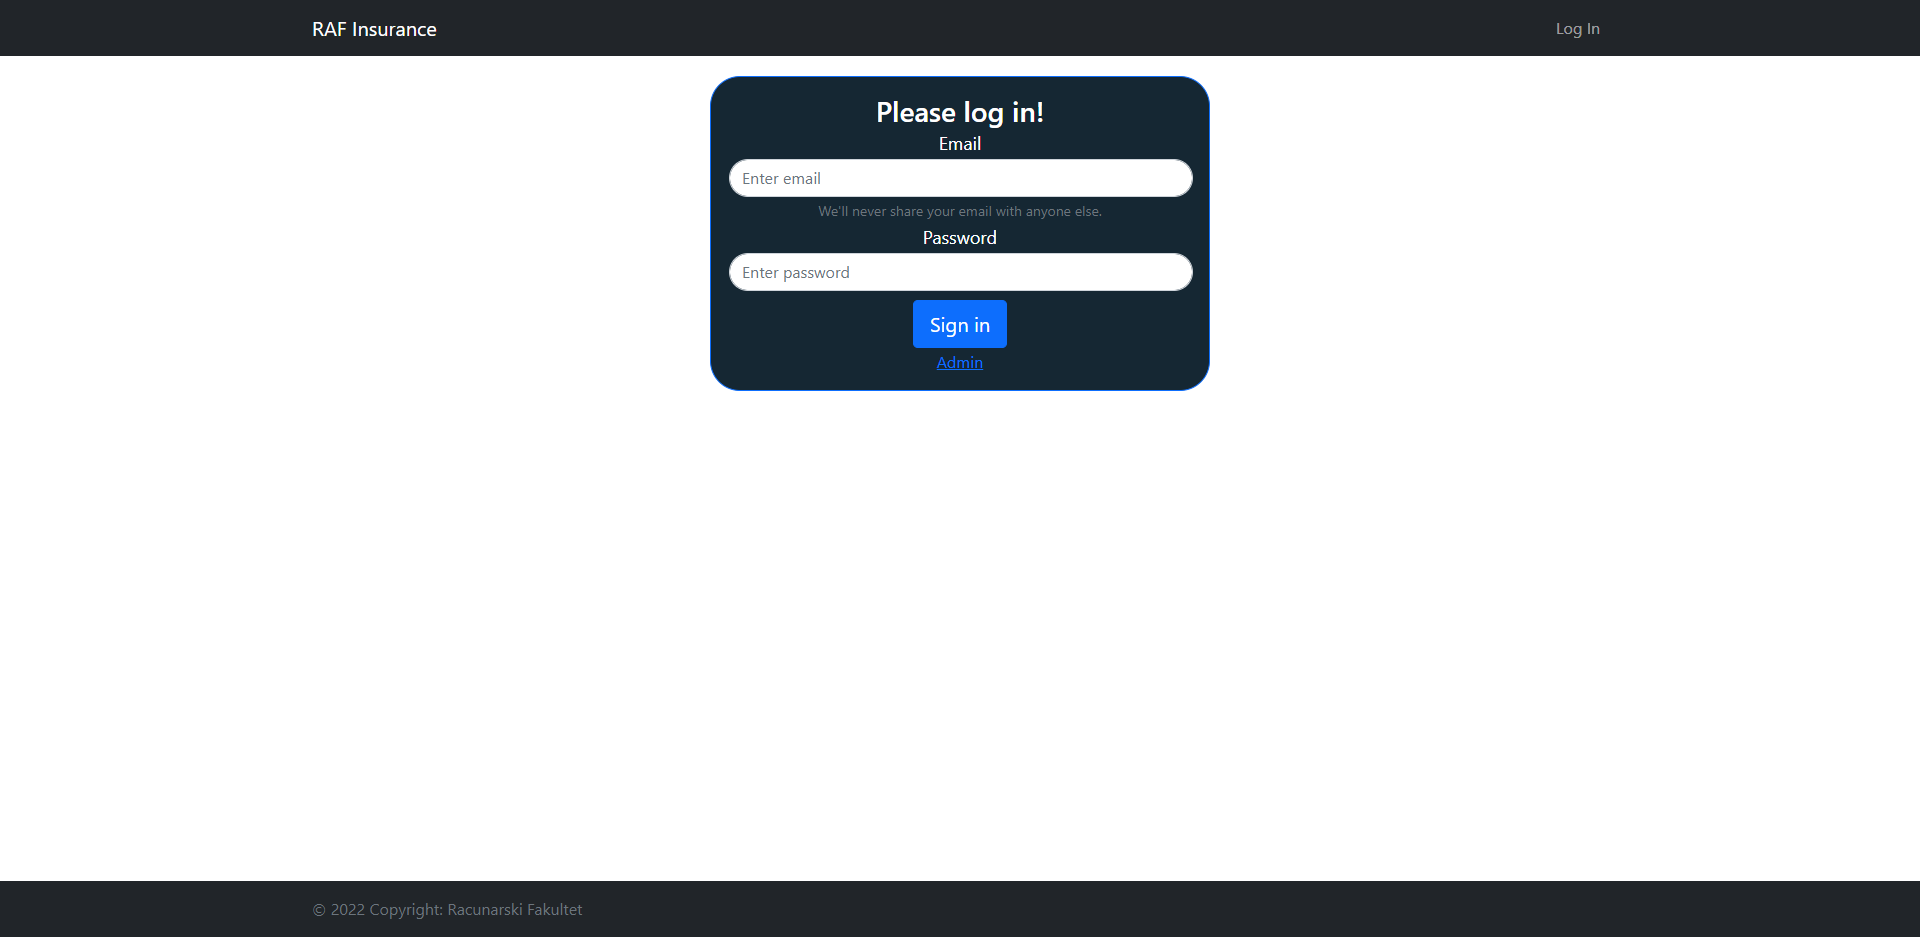 RAF Insurance
Log In
Please log in!
Email
Enter email
We'll never share your email with anyone else.
Password
Enter password
Sign in
Admin
© 2022 Copyright: Racunarski Fakultet